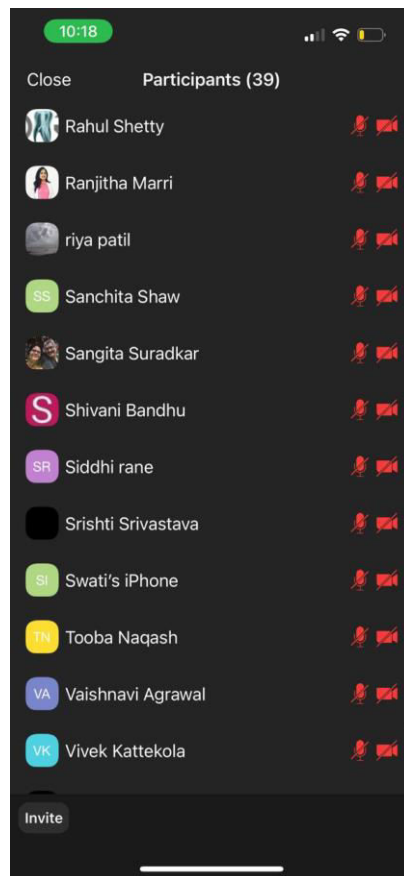 10:18
Close Participants (39)
Rahul Shetty
Ranjitha Marri
riya patil
SS Sanchita Shaw
Sangita Suradkar
S Shivani Bandhu
SR Siddhi rane
Srishti Srivastava
SI Swati's iPhone
TN Tooba Naqash
VA Vaishnavi Agrawal
VK Vivek Kattekola
Invite